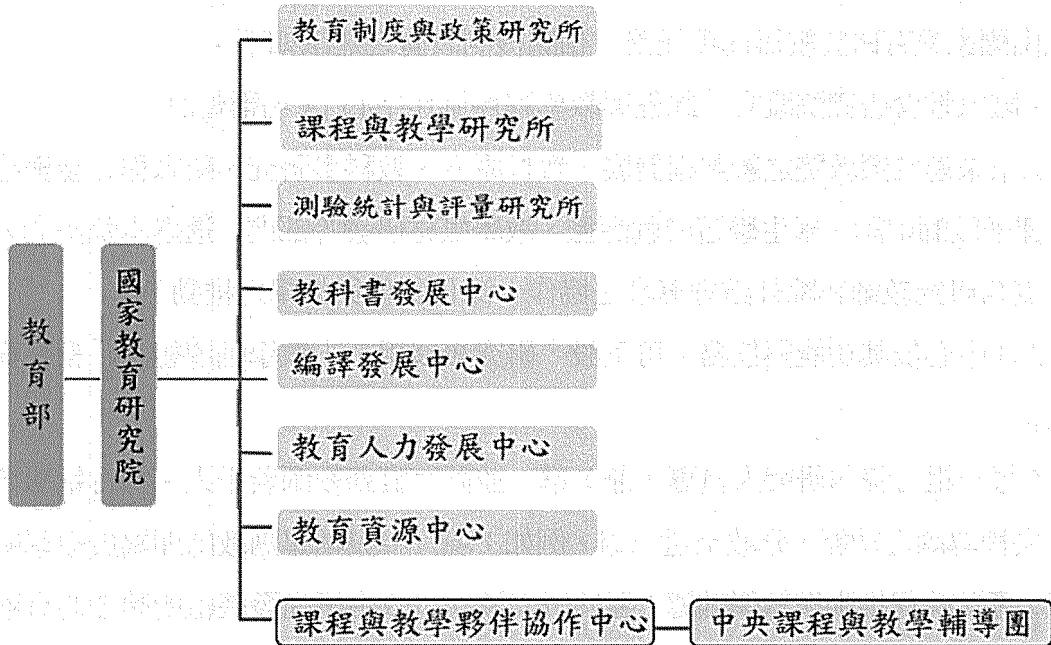 教育部
國家教育研究院
教育制度與政策研究所
課程與教學研究所
測驗統計與評量研究所
教科書發展中心
編譯發展中心
教育人力發展中心
教育資源中心
課程與教學夥伴協作中心
中央課程與教學輔導團